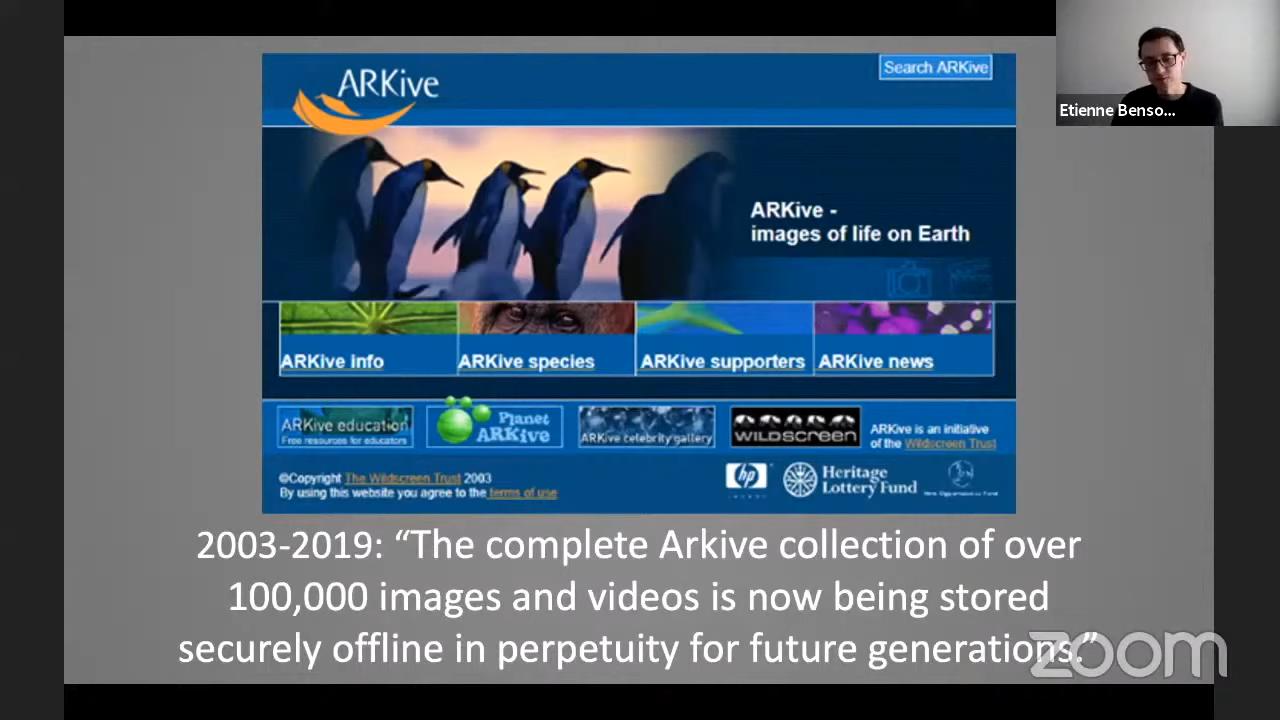 ARKive
Search ARKive
Etienne Benso...
ARKive -
images of life on Earth
ARKive info
ARKive species
ARKive supporters
ARKive news
ARKive education
Free resources for educators
Planet
ARKive
ARKive celebrity gallery
WILDSCREEN
ARKive is an initiative
of the Wildscreen Trust
©Copyright The Wildscreen Trust 2003
By using this website you agree to the terms of use
hp
Heritage
Lottery Fund
2003-2019: “The complete Arkive collection of over
100,000 images and videos is now being stored
securely offline in perpetuity for future generations.”
zoom